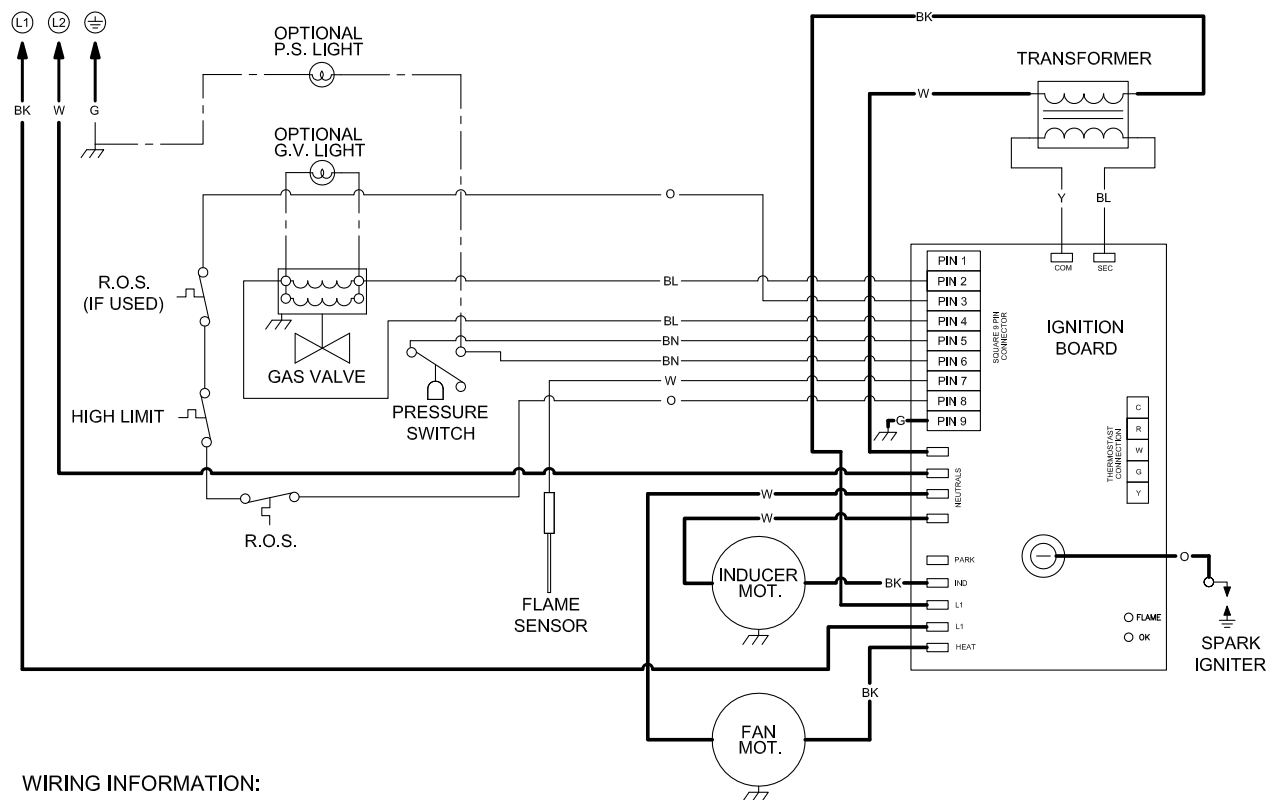 L1 L2
BK
OPTIONAL
P.S. LIGHT
TRANSFORMER
BK W G
W
OPTIONAL
G.V. LIGHT
O
Y BL
COM SEC
R.O.S.
(IF USED)
BL
BL
BN
BN
W
O
G
PIN 1
PIN 2
PIN 3
PIN 4
PIN 5
PIN 6
PIN 7
PIN 8
PIN 9
SQUARE 9 PIN
CONNECTOR
IGNITION
BOARD
GAS VALVE
HIGH LIMIT
PRESSURE
SWITCH
THERMOSTAST
CONNECTION
C
R
W
G
Y
NEUTRALS
W
W
R.O.S.
FLAME
SENSOR
INDUCER
MOT.
BK
PARK
IND
L1
L1
HEAT
O
FLAME
OK
SPARK
IGNITER
BK
FAN
MOT.
WIRING INFORMATION: